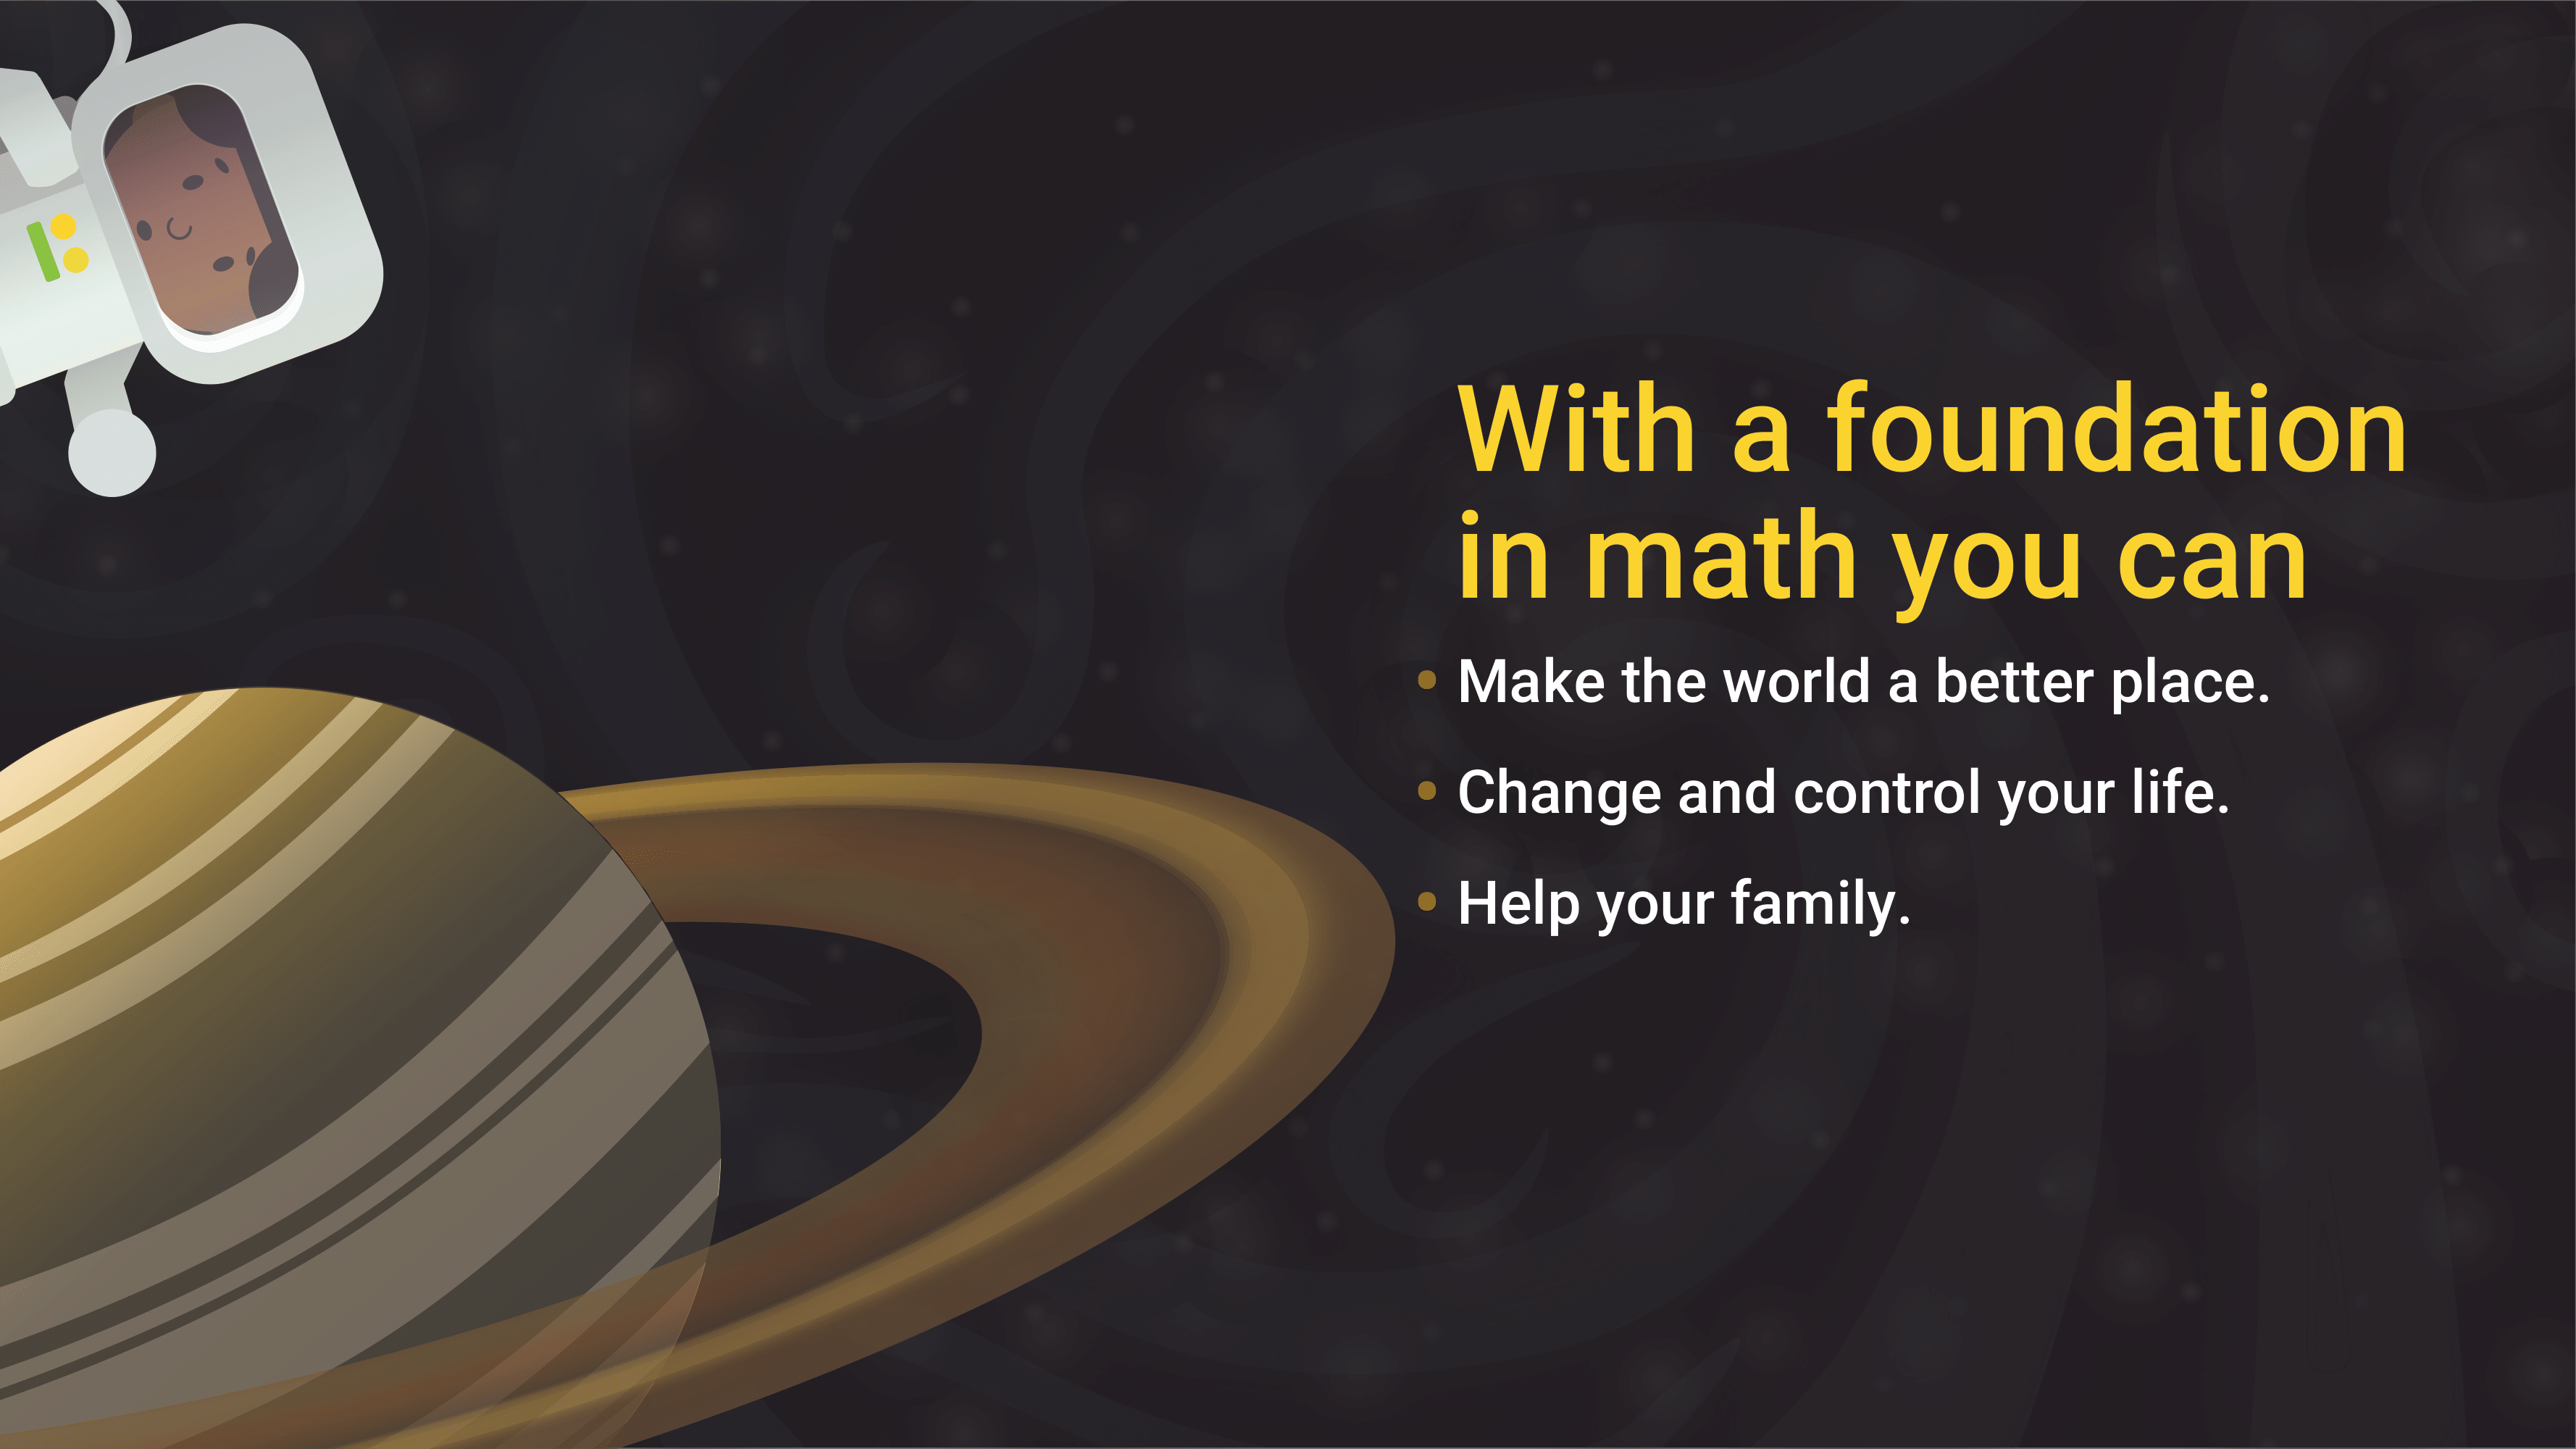 With a foundation
in math you can
• Make the world a better place.
• Change and control your life.
• Help your family.